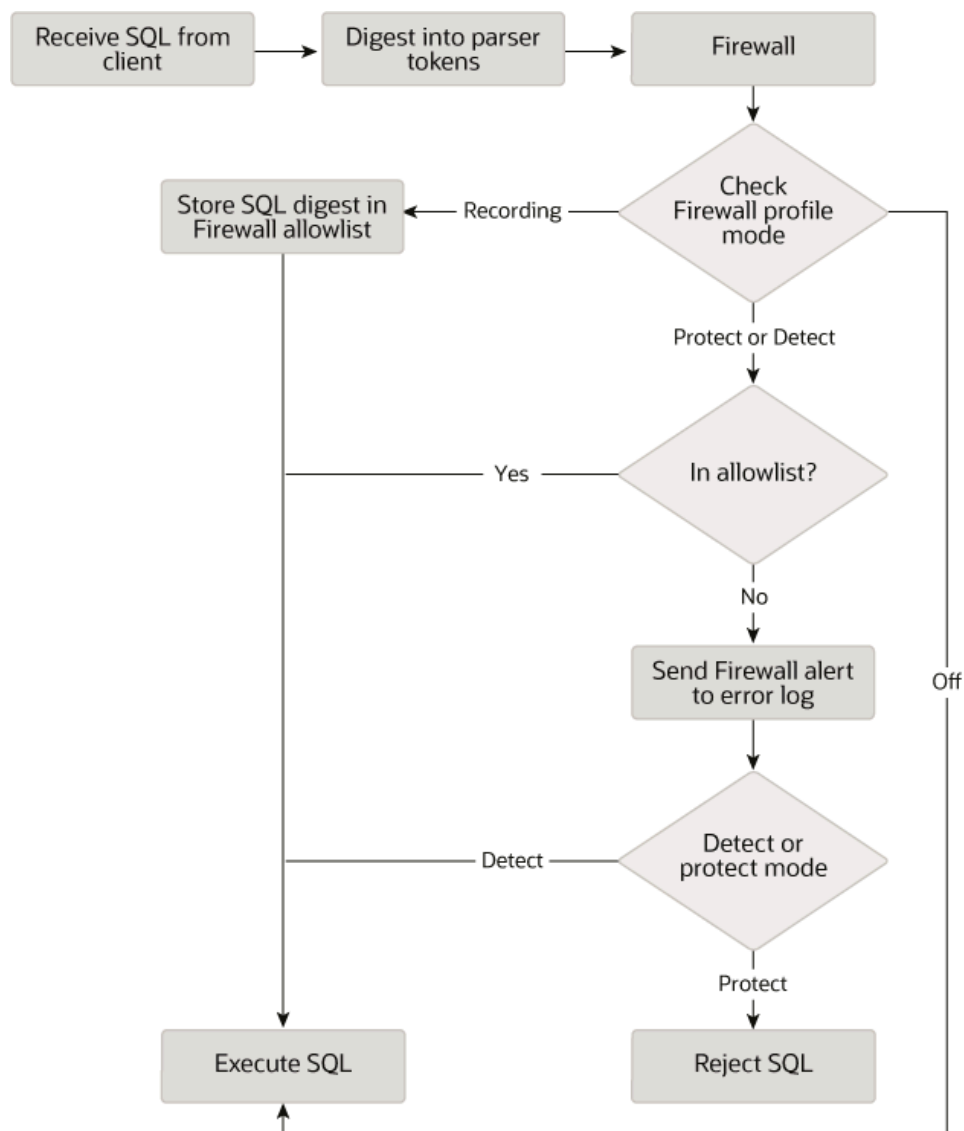 Receive SQL from
client
Digest into parser
tokens
Firewall
Check
Firewall profile
mode
Recording
Store SQL digest in
Firewall allowlist
Protect or Detect
In allowlist?
Yes
No
Send Firewall alert
to error log
Off
Detect or
protect mode
Detect
Protect
Execute SQL
Reject SQL